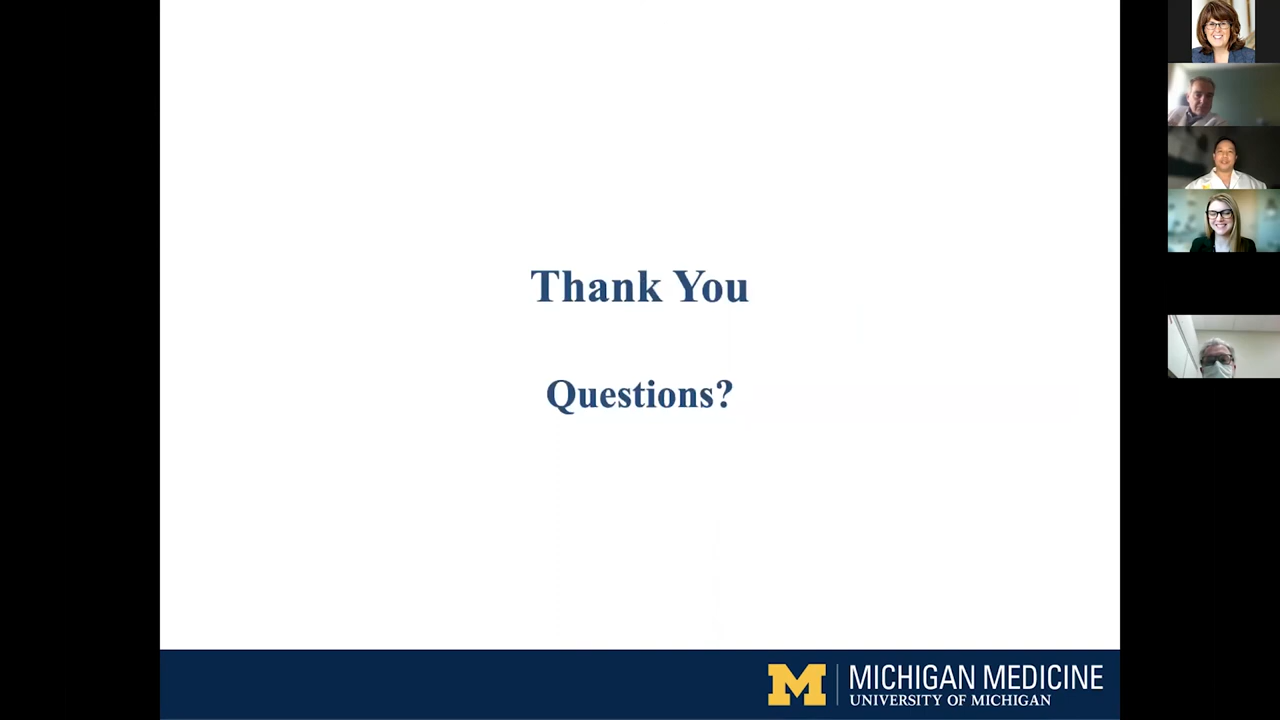 Thank You
Questions?
M
MICHIGAN MEDICINE
UNIVERSITY OF MICHIGAN